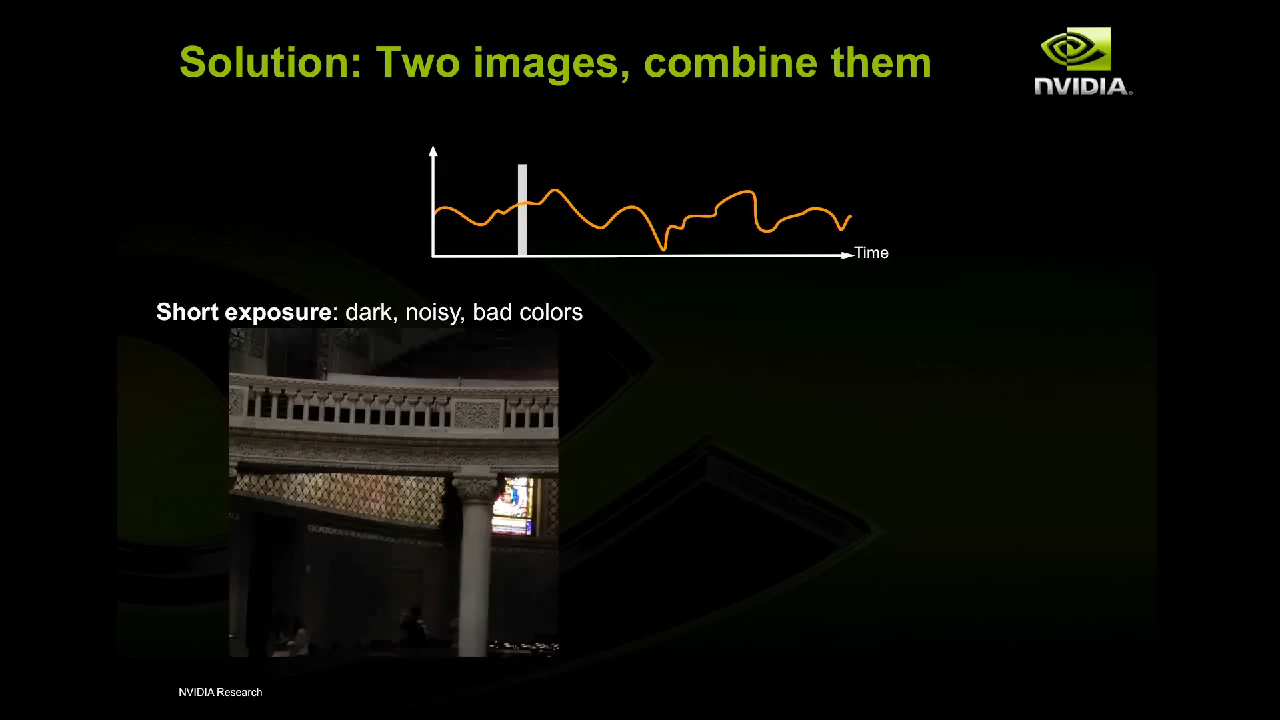 Solution: Two images, combine them
NVIDIA
Time
Short exposure: dark, noisy, bad colors
NVIDIA Research